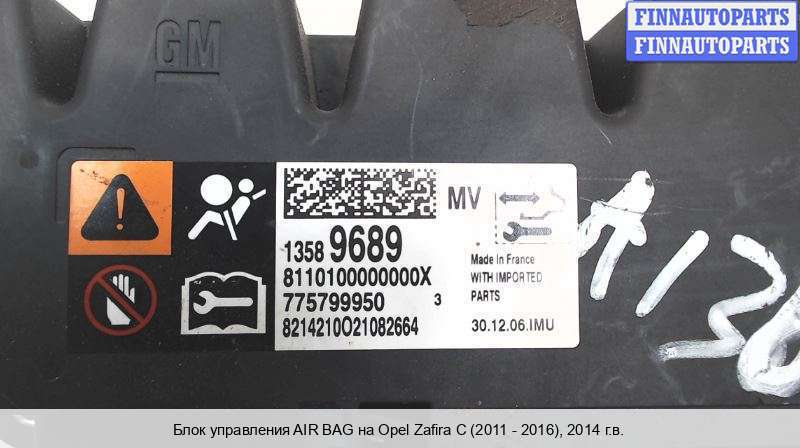 GM
FINNAUTOPARTS
FINNAUTOPARTS
MV
1358 9689
8110100000000X
775799950 3
8214210O21082664
Made in France
WITH IMPORTED
PARTS
30.12.06.IMU
Блок управления AIR BAG на Opel Zafira C (2011 - 2016), 2014 г.в.